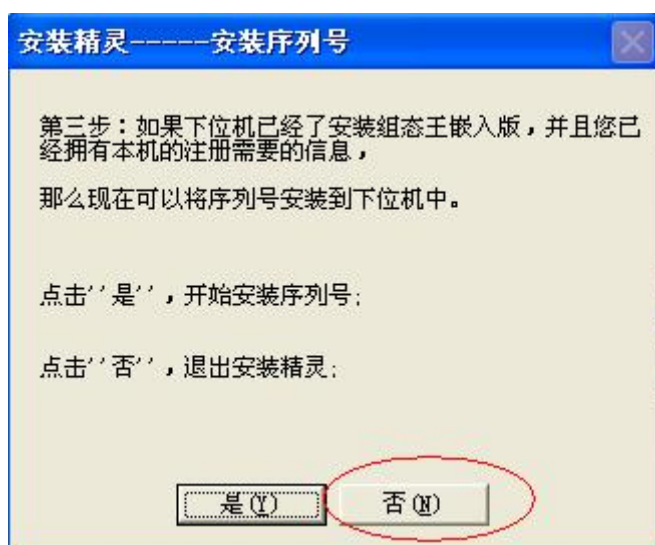 安装精灵-----安装序列号
第三步：如果下位机已经了安装组态王嵌入版，并且您已
经拥有本机的注册需要的信息，
那么现在可以将序列号安装到下位机中。
点击''是''，开始安装序列号;
点击''否''，退出安装精灵;
是(Y)
否(N)